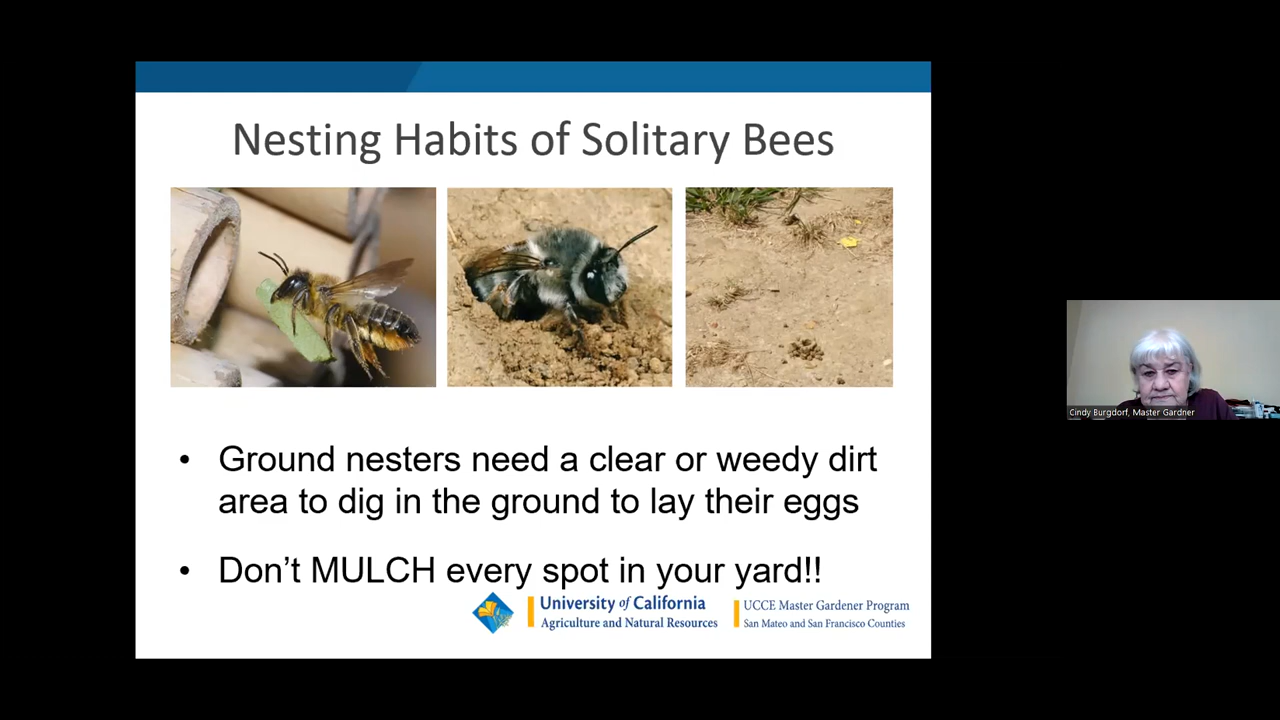 Nesting Habits of Solitary Bees
• Ground nesters need a clear or weedy dirt
area to dig in the ground to lay their eggs
• Don’t MULCH every spot in your yard!!
University of California
Agriculture and Natural Resources
UCCE Master Gardener Program
San Mateo and San Francisco Counties
Cindy Burgdorf, Master Gardner